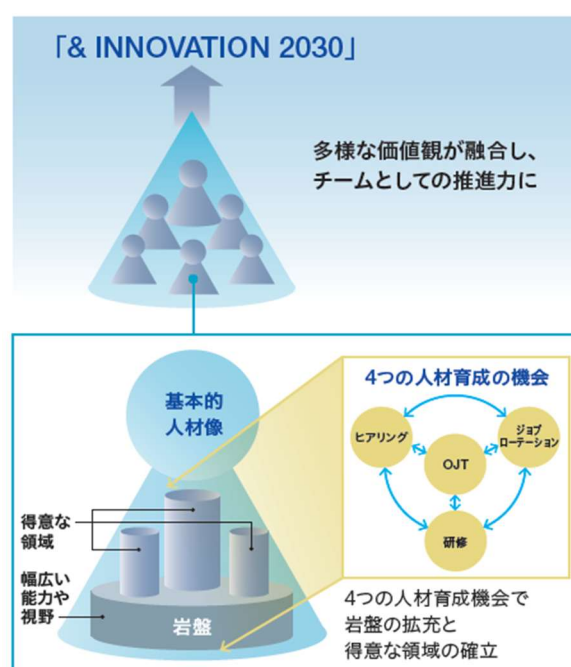 「& INNOVATION 2030」
多様な価値観が融合し、
チームとしての推進力に
基本的
人材像
得意な
領域
幅広い
能力や
視野
岩盤
4つの人材育成の機会
ヒアリング
ジョブ
ローテーション
OJT
研修
4つの人材育成機会で
岩盤の拡充と
得意な領域の確立